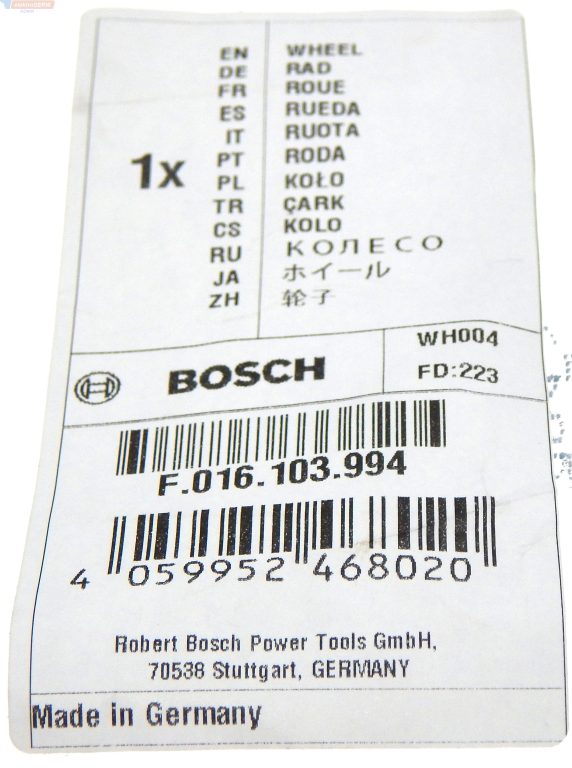 1x
EN WHEEL
DE RAD
FR ROUE
ES RUEDA
IT RUOTA
PT RODA
PL KOŁO
TR ÇARK
CS KOLO
RU КОЛЕСО
JA ホイール
ZH 轮子
BOSCH
WH004
FD:223
F.016.103.994
4 059952 468020
Robert Bosch Power Tools GmbH,
70538 Stuttgart, GERMANY
Made in Germany